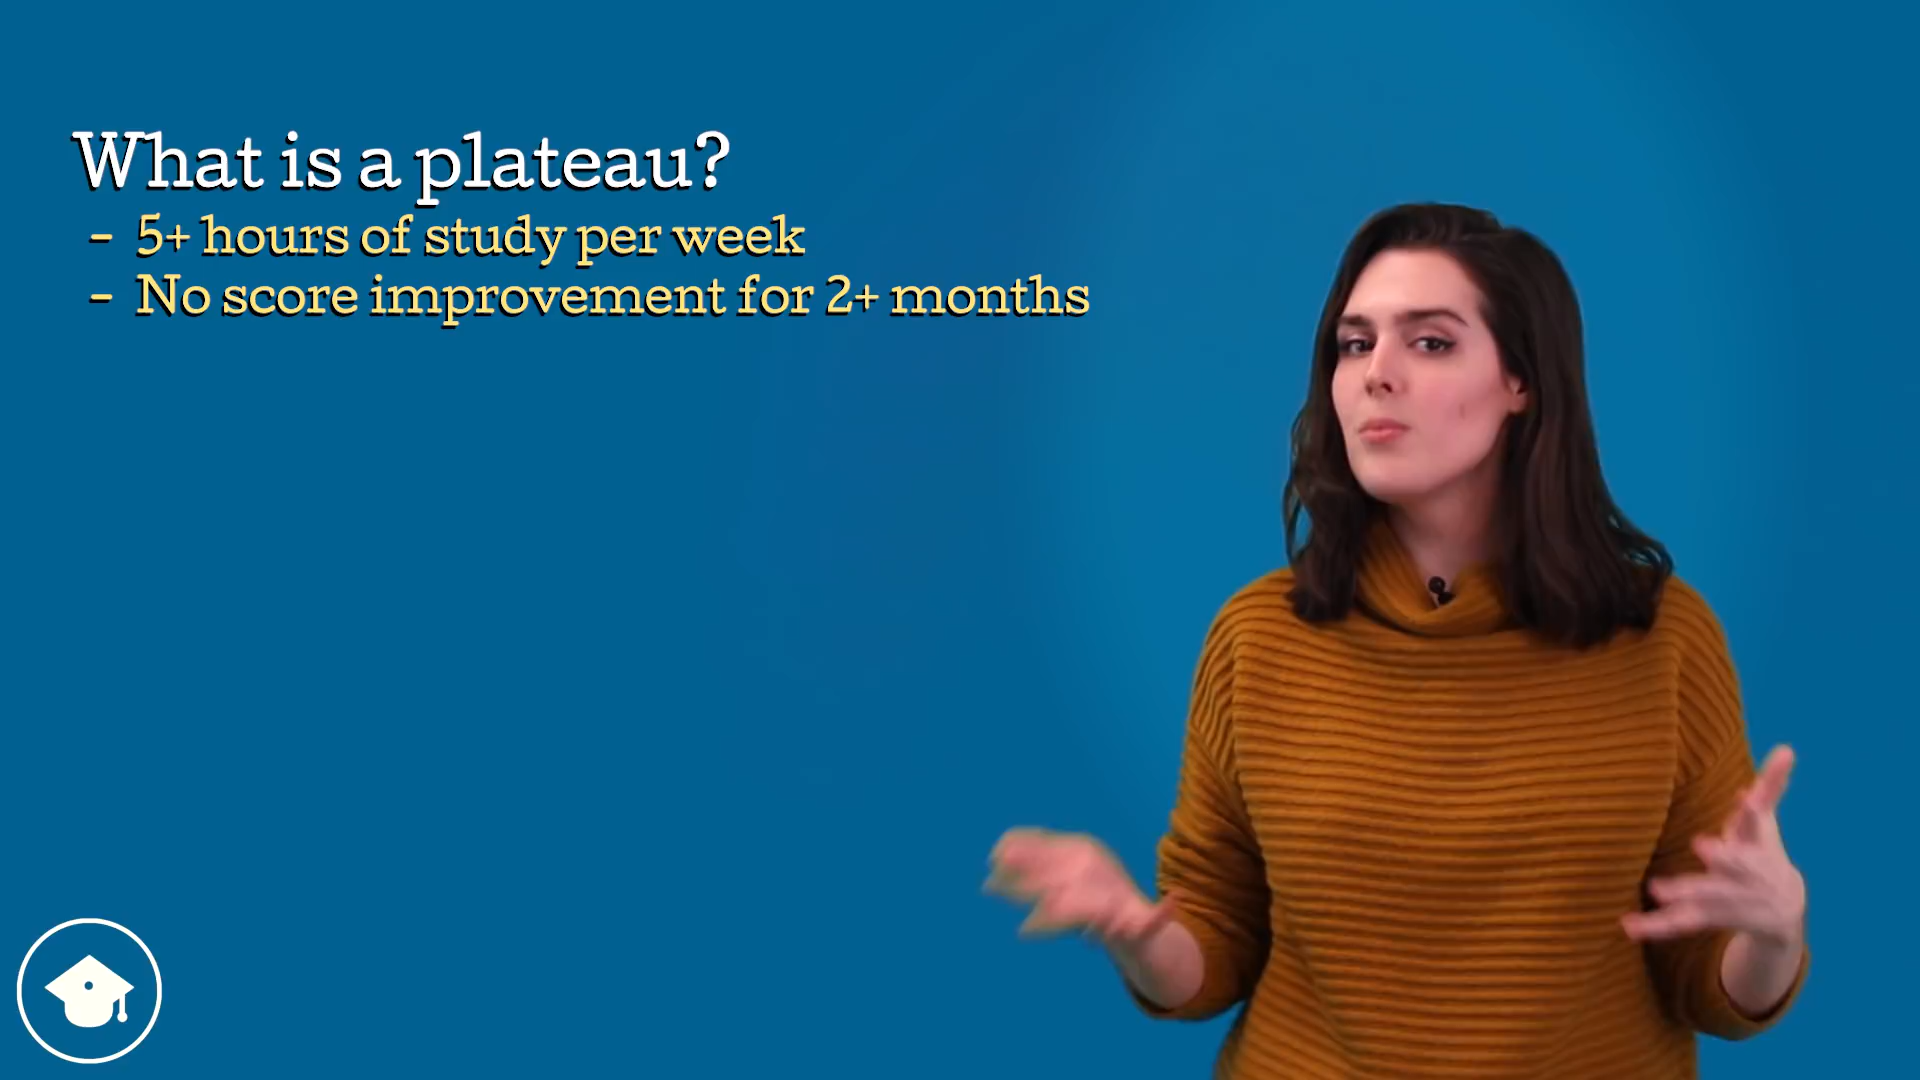 What is a plateau?
- 5+ hours of study per week
- No score improvement for 2+ months